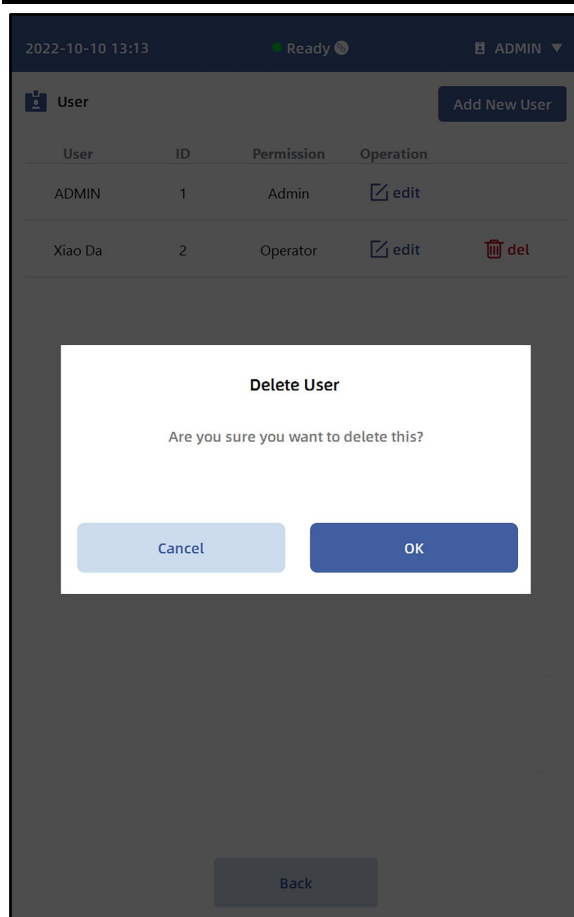 2022-10-10 13:13 Ready ADMIN
User Add New User
User ID Permission Operation
ADMIN 1 Admin edit
Xiao Da 2 Operator edit del
Delete User
Are you sure you want to delete this?
Cancel OK
Back